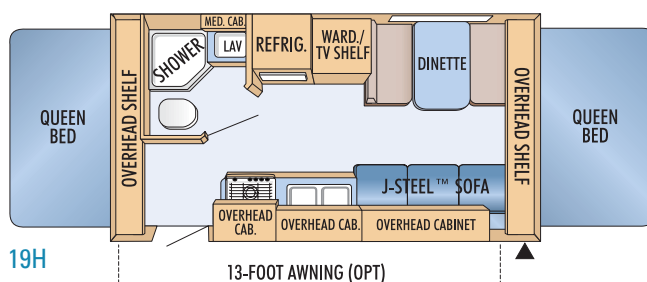 MED. CAB.
SHOWER
LAV
REFRIG.
WARD./
TV SHELF
DINETTE
QUEEN
BED
OVERHEAD SHELF
OVERHEAD SHELF
QUEEN
BED
J-STEEL™ SOFA
OVERHEAD
CAB.
OVERHEAD CAB.
OVERHEAD CABINET
19H
13-FOOT AWNING (OPT)